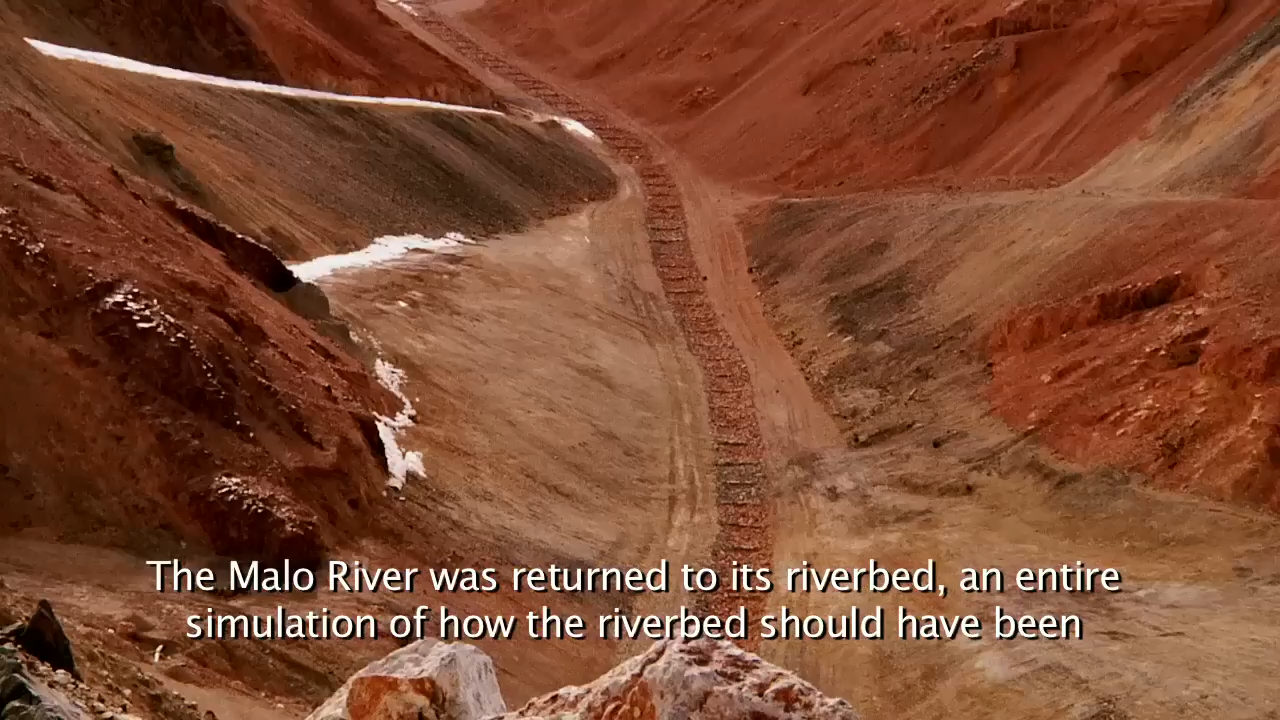 The Malo River was returned to its riverbed, an entire
simulation of how the riverbed should have been